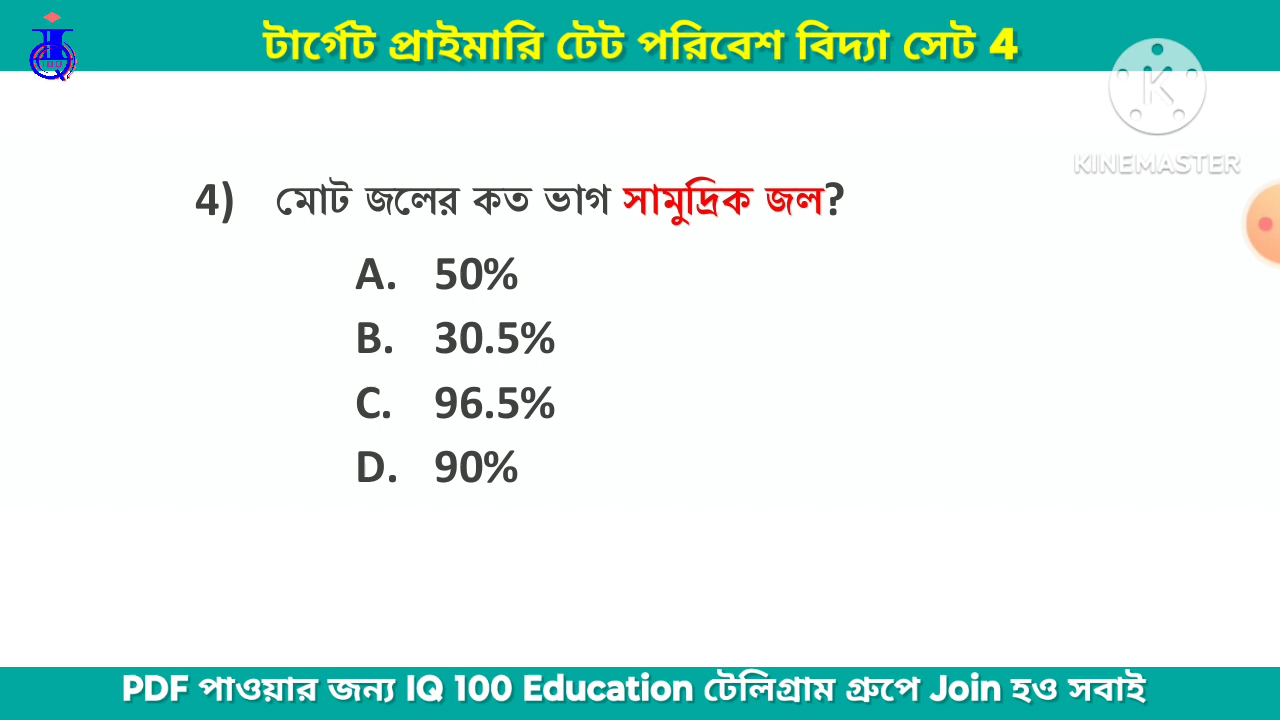 টার্গেট প্রাইমারি টেট পরিবেশ বিদ্যা সেট 4
K
KINEMASTER
4) মোট জলের কত ভাগ সামুদ্রিক জল?
A. 50%
B. 30.5%
C. 96.5%
D. 90%
PDF পাওয়ার জন্য IQ 100 Education টেলিগ্রাম গ্রুপে Join হও সবাই